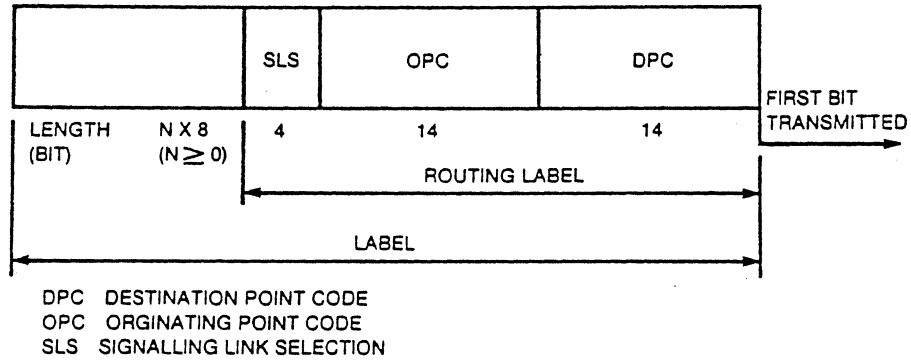 SLS OPC DPC
FIRST BIT
TRANSMITTED
LENGTH N X 8 4 14 14
(BIT) (N ≥ 0)
ROUTING LABEL
LABEL
DPC DESTINATION POINT CODE
OPC ORGINATING POINT CODE
SLS SIGNALLING LINK SELECTION